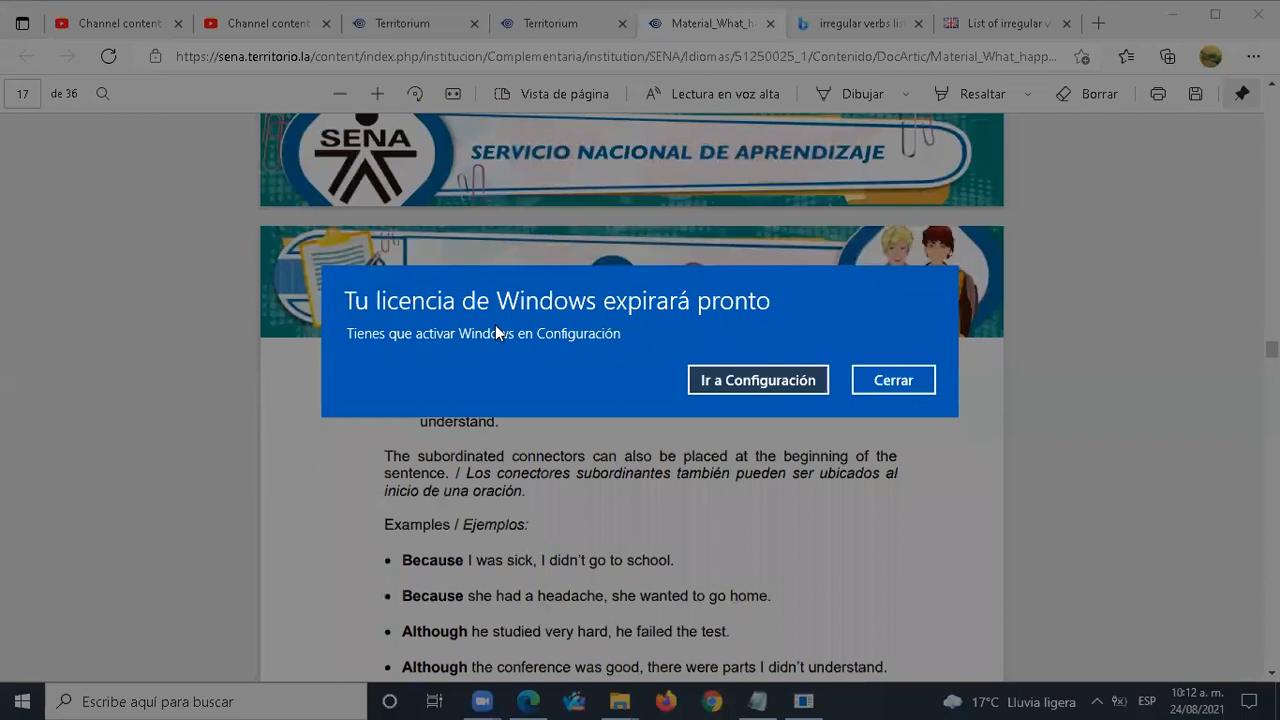 Channel content
Channel content
Territorium
Territorium
Material_What_ha
irregular verbs list
List of irregular v
https://sena.territorio.la/content/index.php/institucion/Complementaria/institution/SENA/Idiomas/51250025_1/Contenido/DocArtic/Material_What_happ...
17 de 36
Vista de página
Lectura en voz alta
Dibujar
Resaltar
Borrar
SENA
SERVICIO NACIONAL DE APRENDIZAJE
Tu licencia de Windows expirará pronto
Tienes que activar Windows en Configuración
Ir a Configuración
Cerrar
understand.
The subordinated connectors can also be placed at the beginning of the
sentence. / Los conectores subordinantes también pueden ser ubicados al
inicio de una oración.
Examples / Ejemplos:
• Because I was sick, I didn't go to school.
• Because she had a headache, she wanted to go home.
• Although he studied very hard, he failed the test.
• Although the conference was good, there were parts I didn't understand.
Escribe aquí para buscar
17°C Lluvia ligera
ESP
10:12 a. m.
24/08/2021